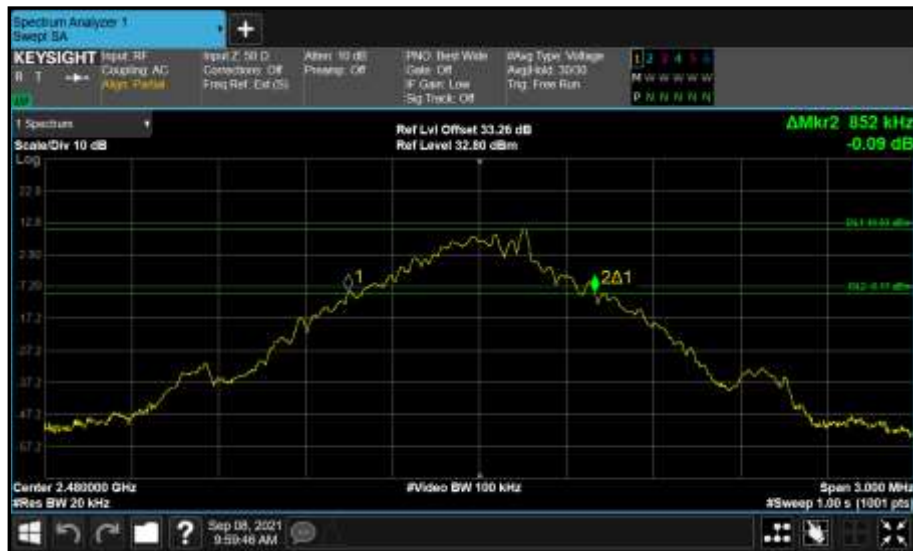 Spectrum Analyzer 1
Swept SA
+
KEYSIGHT
R T
Input: RF
Coupling: AC
Align: Partial
Input Z: 50 Ω
Corrections: Off
Freq Ref: Ext (S)
Atten: 10 dB
Preamp: Off
PNO: Best Wide
Gate: Off
IF Gain: Low
Sig Track: Off
#Avg Type: Voltage
Avg|Hold: 30/30
Trig: Free Run
1 2 3 4 5 6
M W W W W W
P N N N N N
1 Spectrum
Scale/Div 10 dB
Log
Ref Lvl Offset 33.26 dB
Ref Level 32.80 dBm
ΔMkr2 852 kHz
-0.09 dB
22.8
12.8
2.80
-7.20
-17.2
-27.2
-37.2
-47.2
-57.2
1
2Δ1
Center 2.480000 GHz
#Res BW 20 kHz
#Video BW 100 kHz
Span 3.000 MHz
#Sweep 1.00 s (1001 pts)
?
Sep 08, 2021
9:59:46 AM